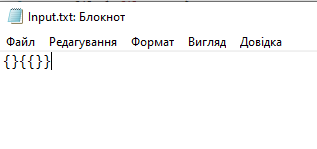 Input.txt: Блокнот
Файл Редагування Формат Вигляд Довідка
{}{{}}